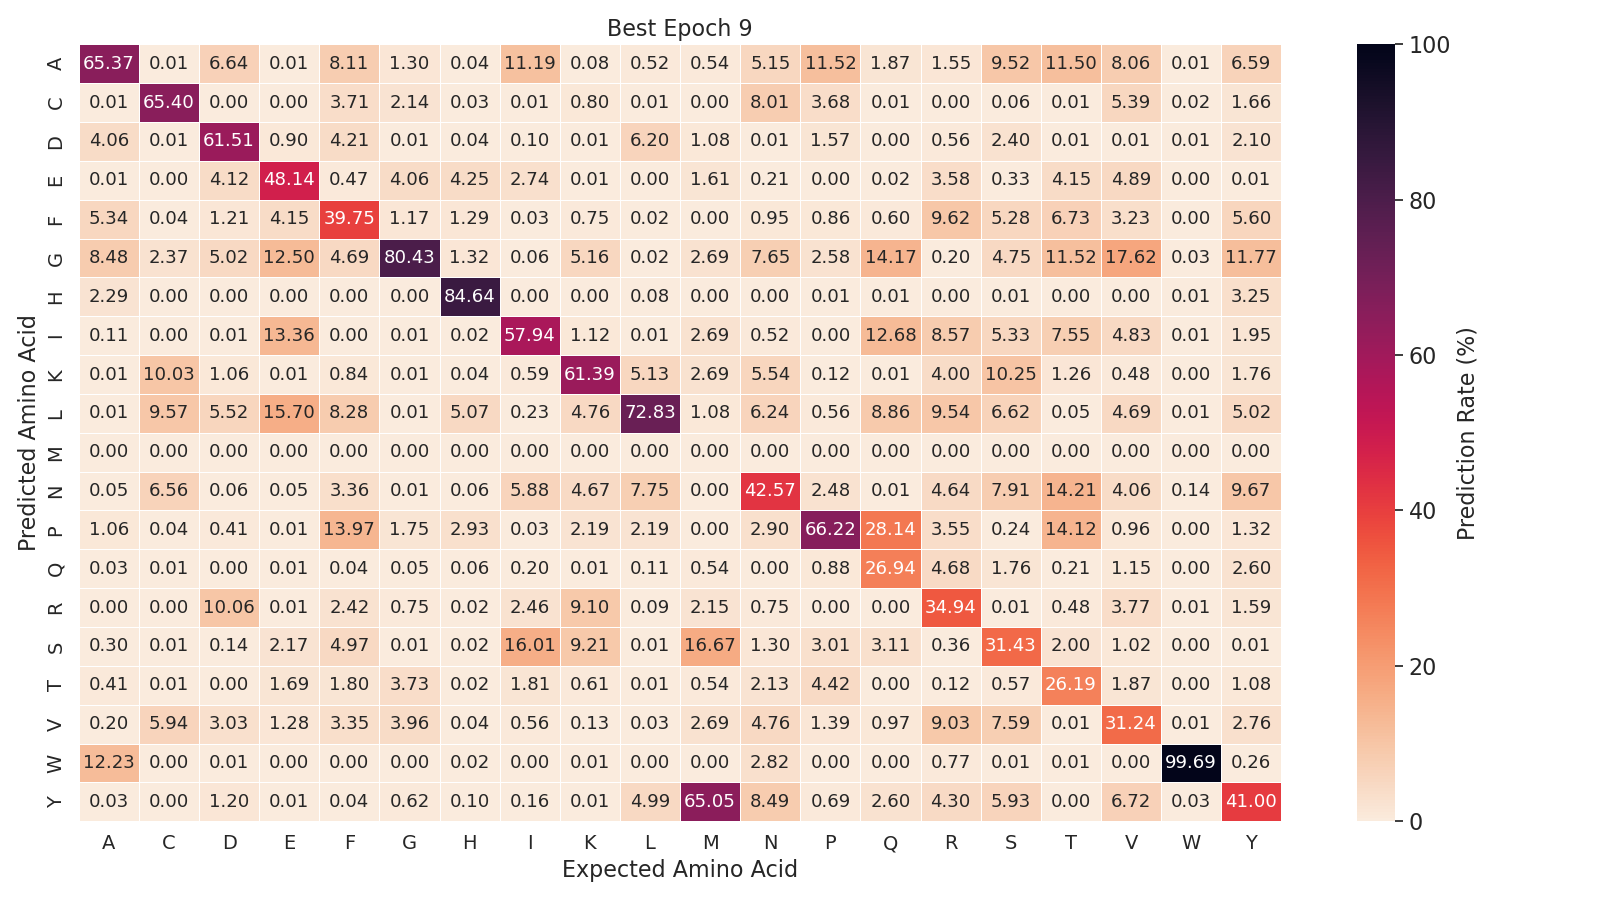 Best Epoch 9
A 65.37 0.01 6.64 0.01 8.11 1.30 0.04 11.19 0.08 0.52 0.54 5.15 11.52 1.87 1.55 9.52 11.50 8.06 0.01 6.59
C 0.01 65.40 0.00 0.00 3.71 2.14 0.03 0.01 0.80 0.01 0.00 8.01 3.68 0.01 0.00 0.06 0.01 5.39 0.02 1.66
D 4.06 0.01 61.51 0.90 4.21 0.01 0.04 0.10 0.01 6.20 1.08 0.01 1.57 0.00 0.56 2.40 0.01 0.01 0.01 2.10
E 0.01 0.00 4.12 48.14 0.47 4.06 4.25 2.74 0.01 0.00 1.61 0.21 0.00 0.02 3.58 0.33 4.15 4.89 0.00 0.01
F 5.34 0.04 1.21 4.15 39.75 1.17 1.29 0.03 0.75 0.02 0.00 0.95 0.86 0.60 9.62 5.28 6.73 3.23 0.00 5.60
G 8.48 2.37 5.02 12.50 4.69 80.43 1.32 0.06 5.16 0.02 2.69 7.65 2.58 14.17 0.20 4.75 11.52 17.62 0.03 11.77
H 2.29 0.00 0.00 0.00 0.00 0.00 84.64 0.00 0.00 0.08 0.00 0.00 0.01 0.01 0.00 0.01 0.00 0.00 0.01 3.25
I 0.11 0.00 0.01 13.36 0.00 0.01 0.02 57.94 1.12 0.01 2.69 0.52 0.00 12.68 8.57 5.33 7.55 4.83 0.01 1.95
K 0.01 10.03 1.06 0.01 0.84 0.01 0.04 0.59 61.39 5.13 2.69 5.54 0.12 0.01 4.00 10.25 1.26 0.48 0.00 1.76
L 0.01 9.57 5.52 15.70 8.28 0.01 5.07 0.23 4.76 72.83 1.08 6.24 0.56 8.86 9.54 6.62 0.05 4.69 0.01 5.02
M 0.00 0.00 0.00 0.00 0.00 0.00 0.00 0.00 0.00 0.00 0.00 0.00 0.00 0.00 0.00 0.00 0.00 0.00 0.00 0.00
N 0.05 6.56 0.06 0.05 3.36 0.01 0.06 5.88 4.67 7.75 0.00 42.57 2.48 0.01 4.64 7.91 14.21 4.06 0.14 9.67
P 1.06 0.04 0.41 0.01 13.97 1.75 2.93 0.03 2.19 2.19 0.00 2.90 66.22 28.14 3.55 0.24 14.12 0.96 0.00 1.32
Q 0.03 0.01 0.00 0.01 0.04 0.05 0.06 0.20 0.01 0.11 0.54 0.00 0.88 26.94 4.68 1.76 0.21 1.15 0.00 2.60
R 0.00 0.00 10.06 0.01 2.42 0.75 0.02 2.46 9.10 0.09 2.15 0.75 0.00 0.00 34.94 0.01 0.48 3.77 0.01 1.59
S 0.30 0.01 0.14 2.17 4.97 0.01 0.02 16.01 9.21 0.01 16.67 1.30 3.01 3.11 0.36 31.43 2.00 1.02 0.00 0.01
T 0.41 0.01 0.00 1.69 1.80 3.73 0.02 1.81 0.61 0.01 0.54 2.13 4.42 0.00 0.12 0.57 26.19 1.87 0.00 1.08
V 0.20 5.94 3.03 1.28 3.35 3.96 0.04 0.56 0.13 0.03 2.69 4.76 1.39 0.97 9.03 7.59 0.01 31.24 0.01 2.76
W 12.23 0.00 0.01 0.00 0.00 0.00 0.02 0.00 0.01 0.00 0.00 2.82 0.00 0.00 0.77 0.01 0.01 0.00 99.69 0.26
Y 0.03 0.00 1.20 0.01 0.04 0.62 0.10 0.16 0.01 4.99 65.05 8.49 0.69 2.60 4.30 5.93 0.00 6.72 0.03 41.00
A C D E F G H I K L M N P Q R S T V W Y
Expected Amino Acid
Predicted Amino Acid
100
80
60
40
20
0
Prediction Rate (%)